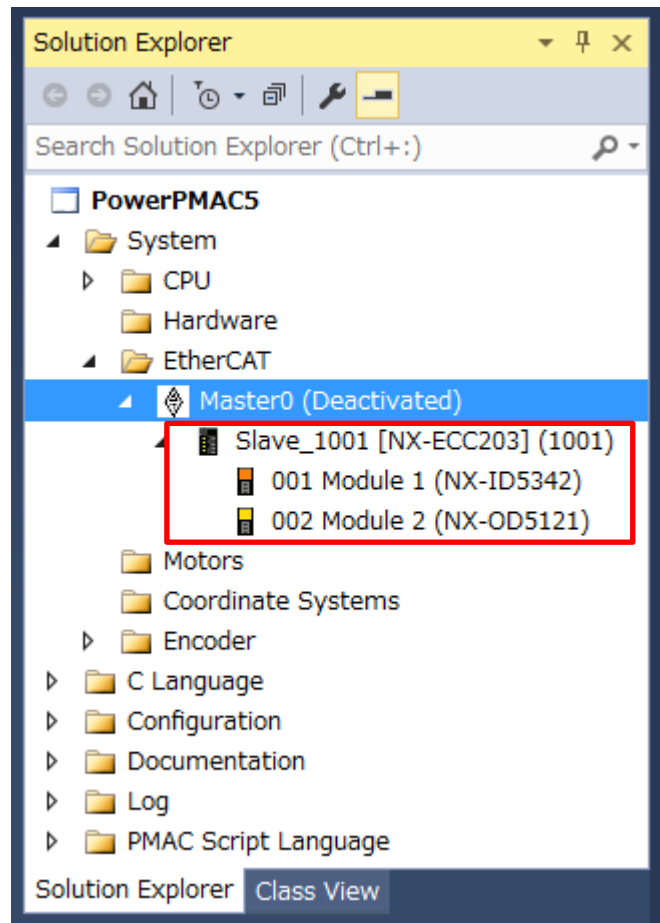 Solution Explorer
Search Solution Explorer (Ctrl+:)
PowerPMAC5
System
CPU
Hardware
EtherCAT
Master0 (Deactivated)
Slave_1001 [NX-ECC203] (1001)
001 Module 1 (NX-ID5342)
002 Module 2 (NX-OD5121)
Motors
Coordinate Systems
Encoder
C Language
Configuration
Documentation
Log
PMAC Script Language
Solution Explorer Class View